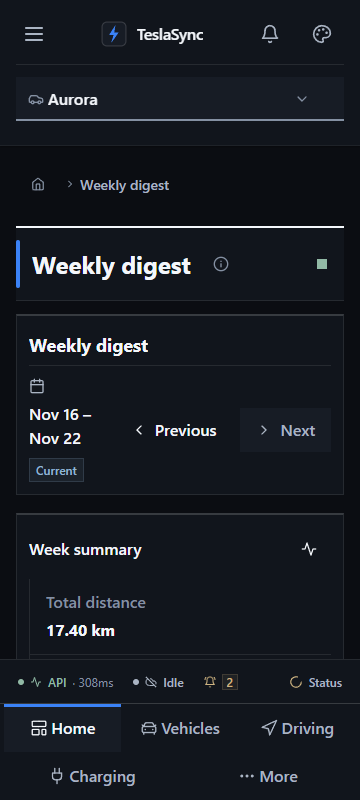 TeslaSync
Aurora
Weekly digest
Weekly digest
Weekly digest
Nov 16 –
Nov 22
Previous
Next
Current
Week summary
Total distance
17.40 km
API · 308ms
Idle
2
Status
Home
Vehicles
Driving
Charging
More